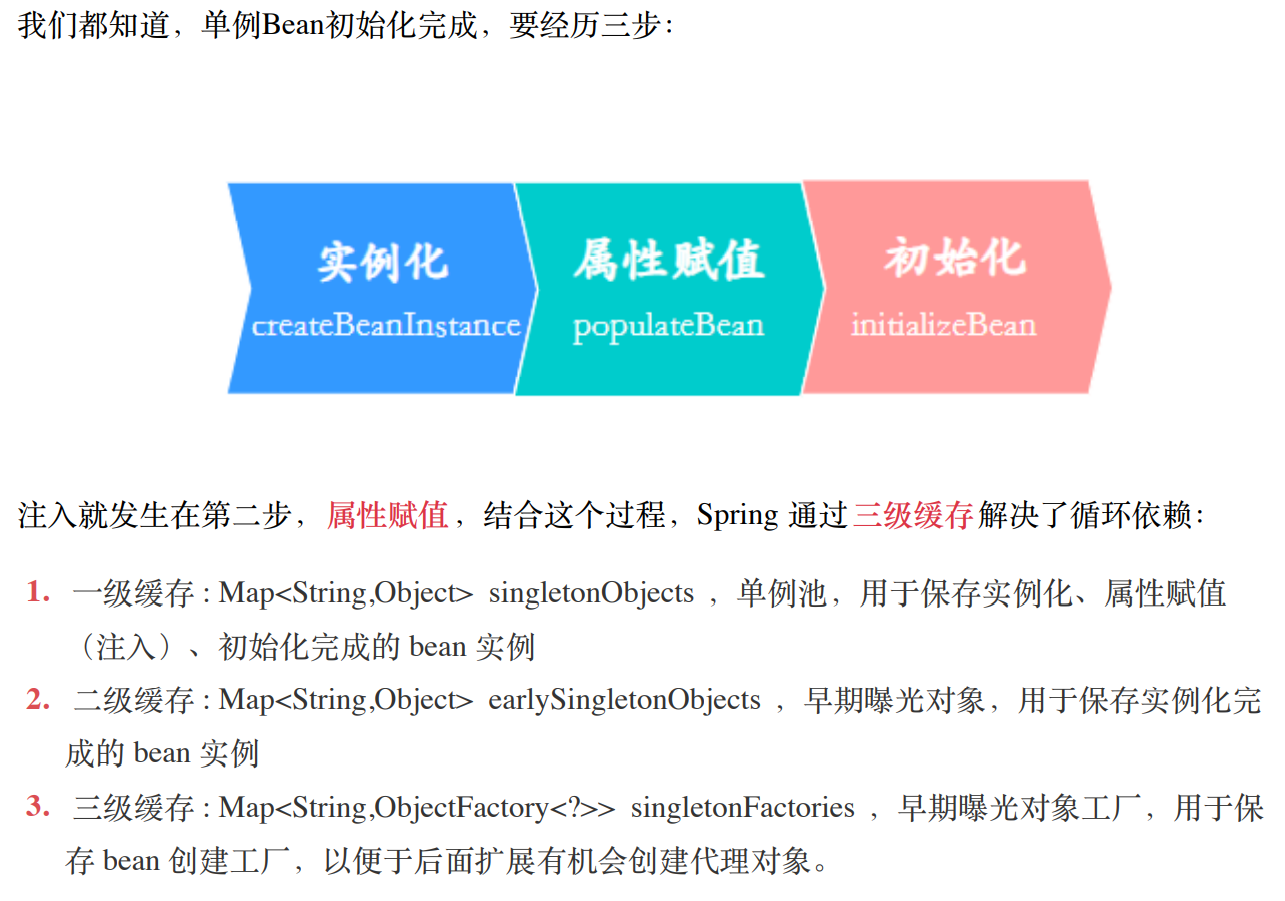 我们都知道，单例Bean初始化完成，要经历三步：
实例化
createBeanInstance
属性赋值
populateBean
初始化
initializeBean
注入就发生在第二步，属性赋值，结合这个过程，Spring 通过三级缓存解决了循环依赖：
1. 一级缓存 : Map<String,Object> singletonObjects ，单例池，用于保存实例化、属性赋值
（注入）、初始化完成的 bean 实例
2. 二级缓存 : Map<String,Object> earlySingletonObjects ，早期曝光对象，用于保存实例化完
成的 bean 实例
3. 三级缓存 : Map<String,ObjectFactory<?>> singletonFactories ，早期曝光对象工厂，用于保
存 bean 创建工厂，以便于后面扩展有机会创建代理对象。